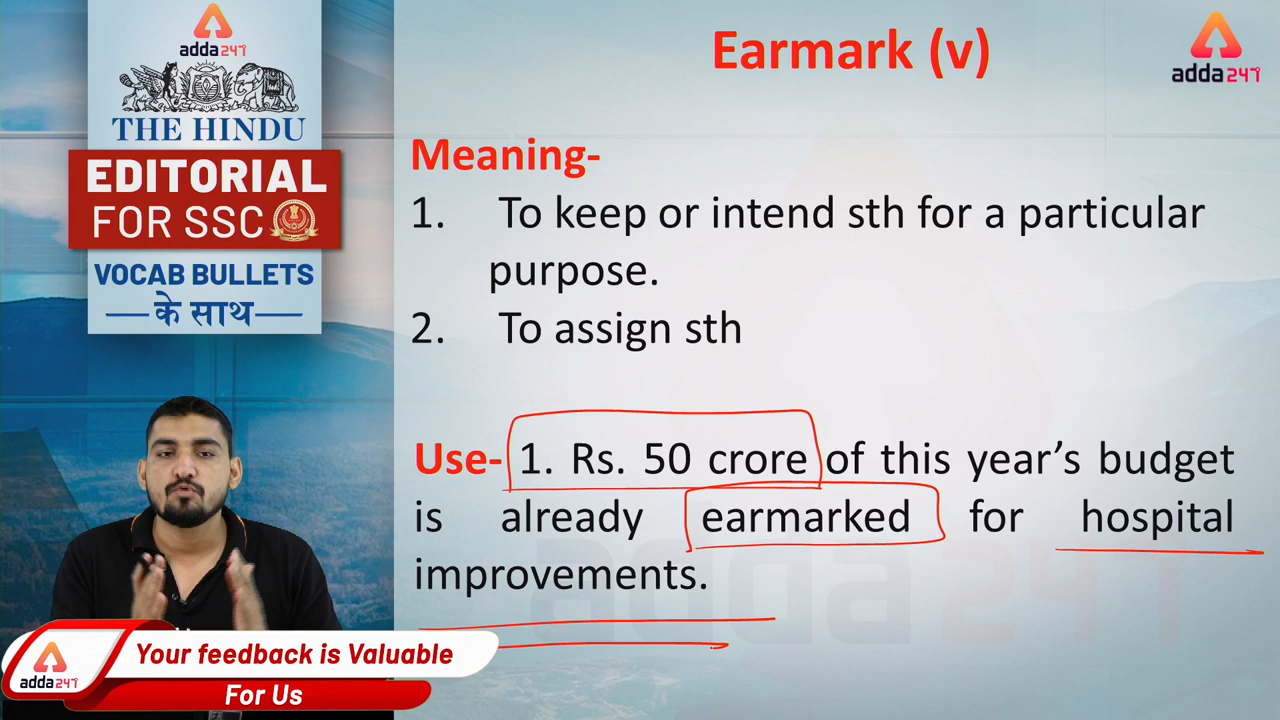 adda247
THE HINDU
EDITORIAL
FOR SSC
VOCAB BULLETS
के साथ
Earmark (v)
adda247
Meaning-
1. To keep or intend sth for a particular
purpose.
2. To assign sth
Use- 1. Rs. 50 crore of this year's budget
is already earmarked for hospital
improvements.
adda247
adda247
Your feedback is Valuable
For Us